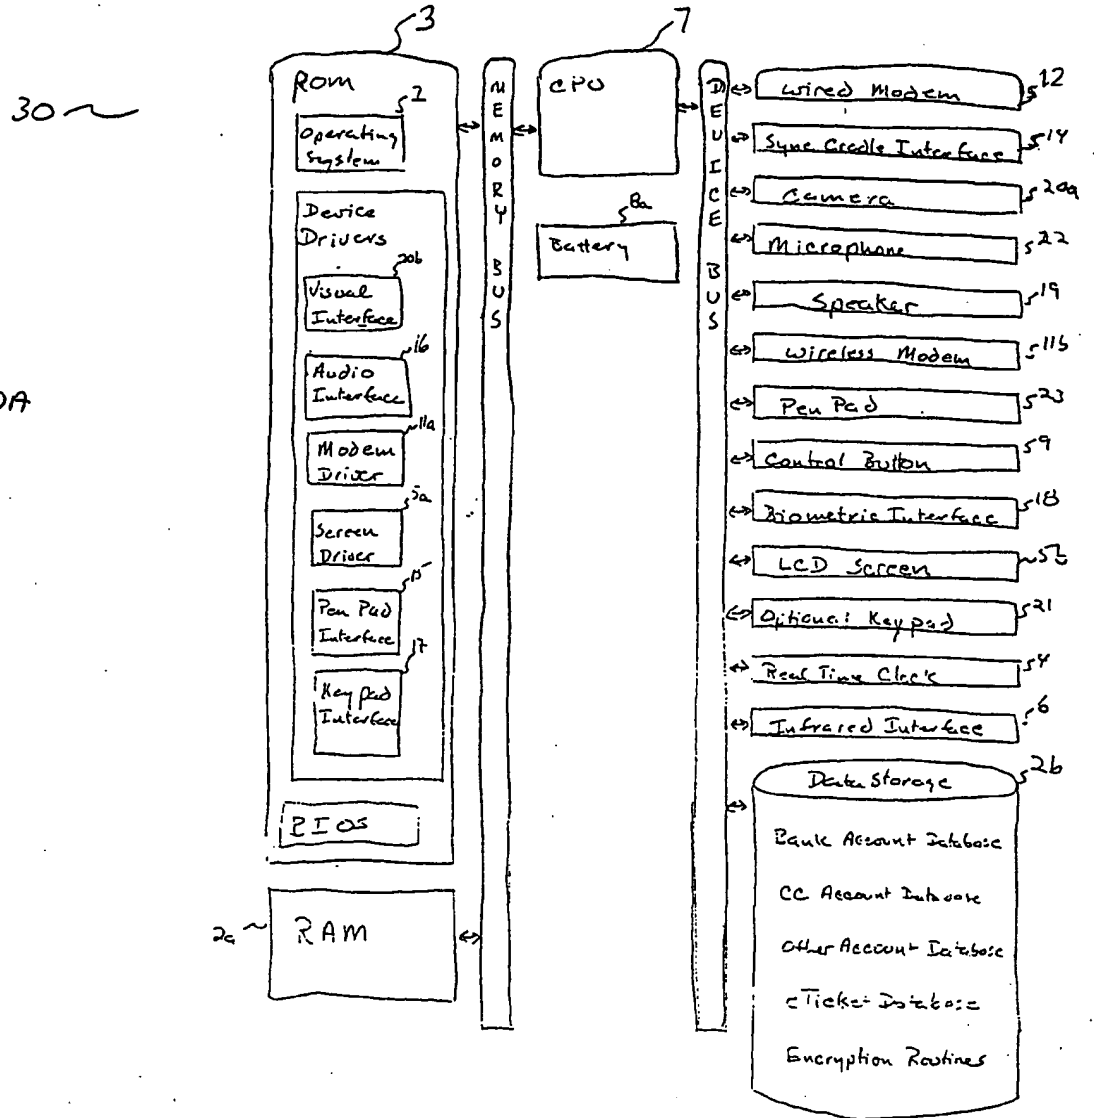 3
7
30
ROM
2
Operating
System
Device
Drivers
20b
Visual
Interface
16
Audio
Interface
11a
Modem
Driver
5a
Screen
Driver
15
Pen Pad
Interface
17
Keypad
Interface
BIOS
2a
RAM
MEMORY BUS
CPU
8a
Battery
DEVICE BUS
Wired Modem 12
Sync Cradle Interface 14
Camera 20a
Microphone 22
Speaker 19
Wireless Modem 11b
Pen Pad 23
Control Button 9
Biometric Interface 18
LCD Screen 5b
Optional Keypad 21
Real Time Clock 4
Infrared Interface 6
Data Storage 2b
Bank Account Database
CC Account Database
Other Account Database
eTicket Database
Encryption Routines